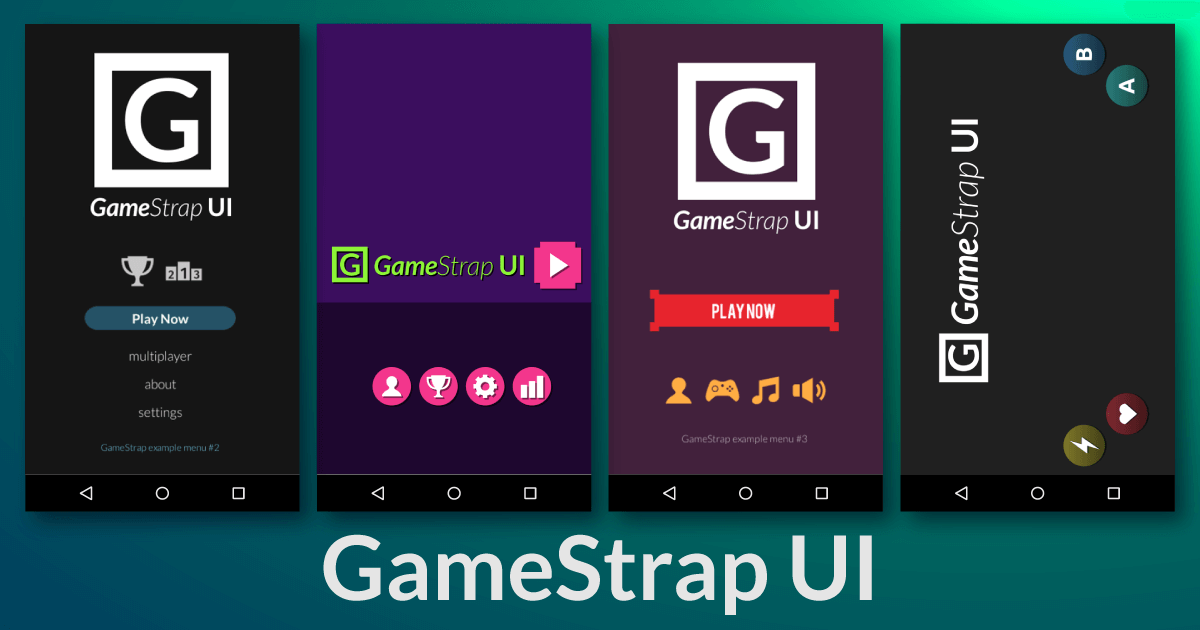 G
GameStrap UI
2 1 3
Play Now
multiplayer
about
settings
GameStrap example menu #2
G GameStrap UI
G
GameStrap UI
PLAY NOW
GameStrap example menu #3
B
A
G GameStrap UI
GameStrap UI